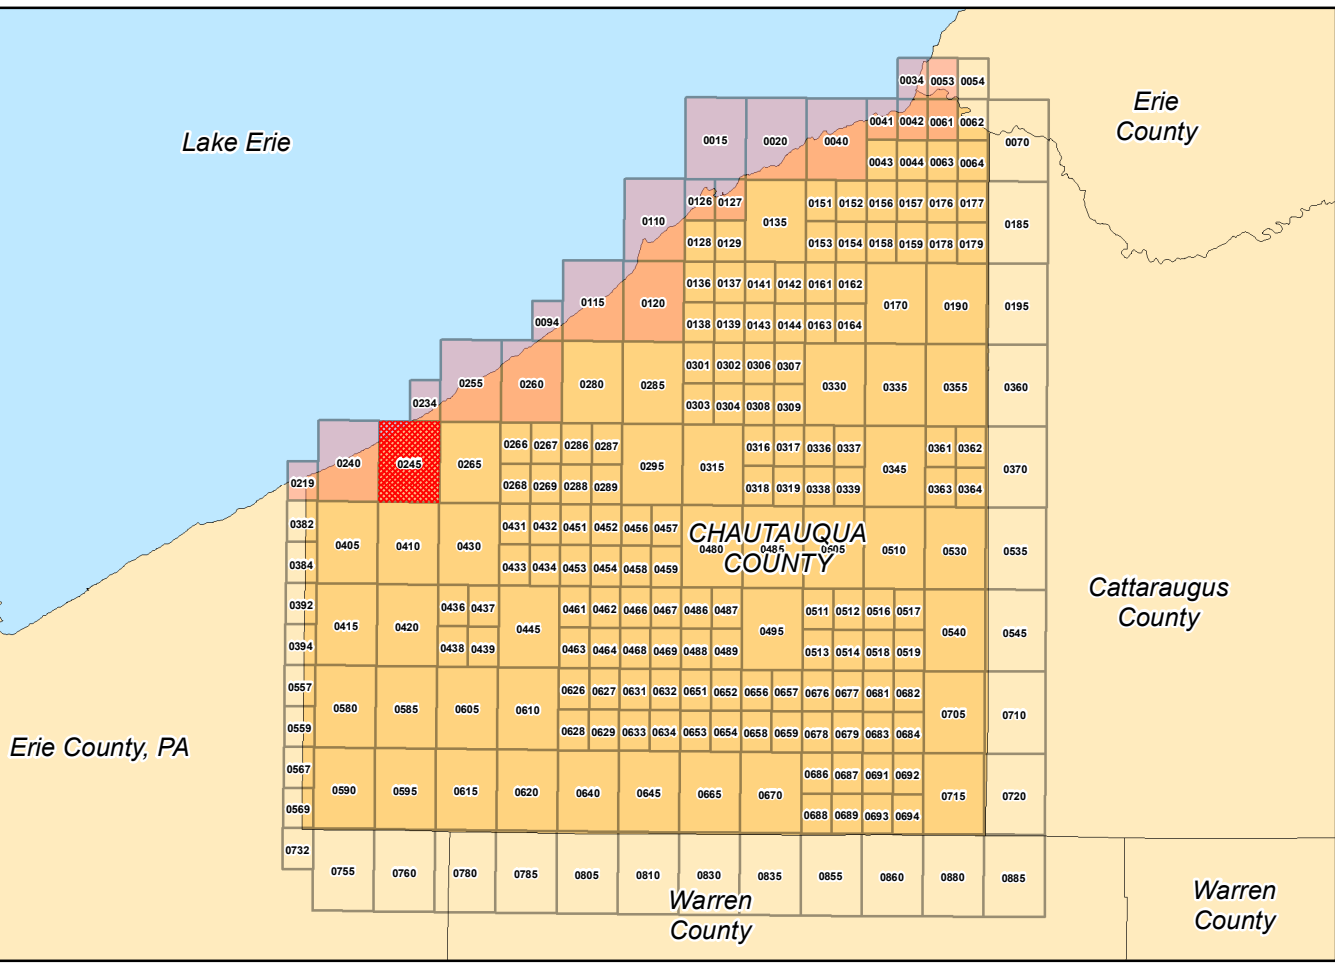 0034 0053 0054
Erie
County
Lake Erie
0015 0020 0040 0041 0042 0061 0062 0070
0043 0044 0063 0064
0110 0126 0127 0135 0151 0152 0156 0157 0176 0177 0185
0128 0129 0153 0154 0158 0159 0178 0179
0094 0115 0120 0136 0137 0141 0142 0161 0162 0170 0190 0195
0138 0139 0143 0144 0163 0164
0234 0255 0260 0280 0285 0301 0302 0306 0307 0330 0335 0355 0360
0303 0304 0308 0309
0219 0240 0245 0265 0266 0267 0286 0287 0295 0315 0316 0317 0336 0337 0345 0361 0362 0370
0268 0269 0288 0289 0318 0319 0338 0339 0363 0364
0382 0405 0410 0430 0431 0432 0451 0452 0456 0457 0480 0485 0505 0510 0530 0535
0384 0433 0434 0453 0454 0458 0459
CHAUTAUQUA
COUNTY
Cattaraugus
County
0392 0415 0420 0436 0437 0445 0461 0462 0466 0467 0486 0487 0495 0511 0512 0516 0517 0540 0545
0394 0438 0439 0463 0464 0468 0469 0488 0489 0513 0514 0518 0519
0557 0580 0585 0605 0610 0626 0627 0631 0632 0651 0652 0656 0657 0676 0677 0681 0682 0705 0710
0559 0628 0629 0633 0634 0653 0654 0658 0659 0678 0679 0683 0684
Erie County, PA
0567 0590 0595 0615 0620 0640 0645 0665 0670 0686 0687 0691 0692 0715 0720
0569 0688 0689 0693 0694
0732 0755 0760 0780 0785 0805 0810 0830 0835 0855 0860 0880 0885
Warren
County
Warren
County